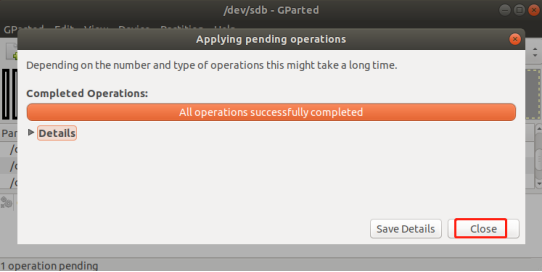 /dev/sdb - GParted
GParted Edit View Device Partition Help
Applying pending operations
Depending on the number and type of operations this might take a long time.
Completed Operations:
All operations successfully completed
Details
Par
Save Details
Close
1 operation pending